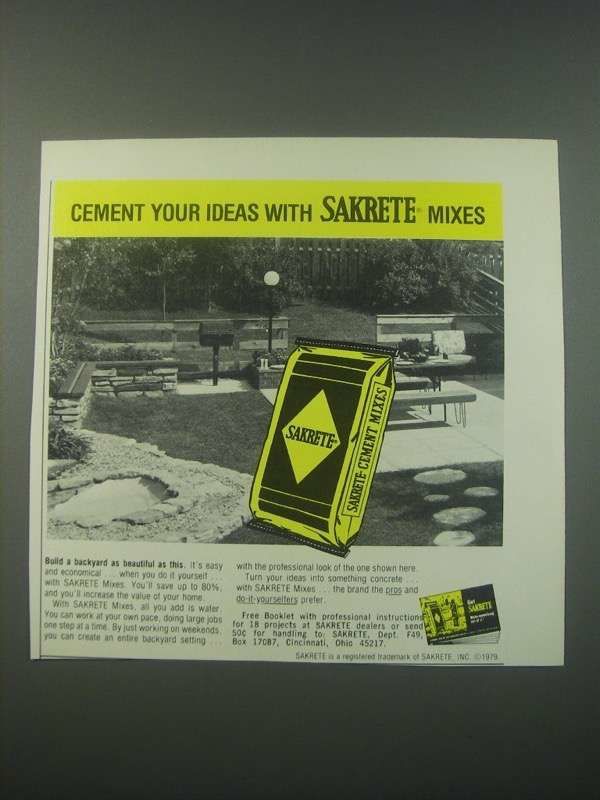 CEMENT YOUR IDEAS WITH SAKRETE® MIXES
SAKRETE®
SAKRETE® CEMENT MIXES
Build a backyard as beautiful as this. It's easy
and economical . . . when you do it yourself . . .
with SAKRETE Mixes. You'll save up to 80%,
and you'll increase the value of your home.
With SAKRETE Mixes, all you add is water.
You can work at your own pace, doing large jobs
one step at a time. By just working on weekends,
you can create an entire backyard setting . . .
with the professional look of the one shown here.
Turn your ideas into something concrete . . .
with SAKRETE Mixes . . . the brand the pros and
do-it-yourselfers prefer.
Free Booklet with professional instructions
for 18 projects at SAKRETE dealers or send
50¢ for handling to: SAKRETE, Dept. F49,
Box 17087, Cincinnati, Ohio 45217.
SAKRETE
SAKRETE is a registered trademark of SAKRETE, INC. ©1979